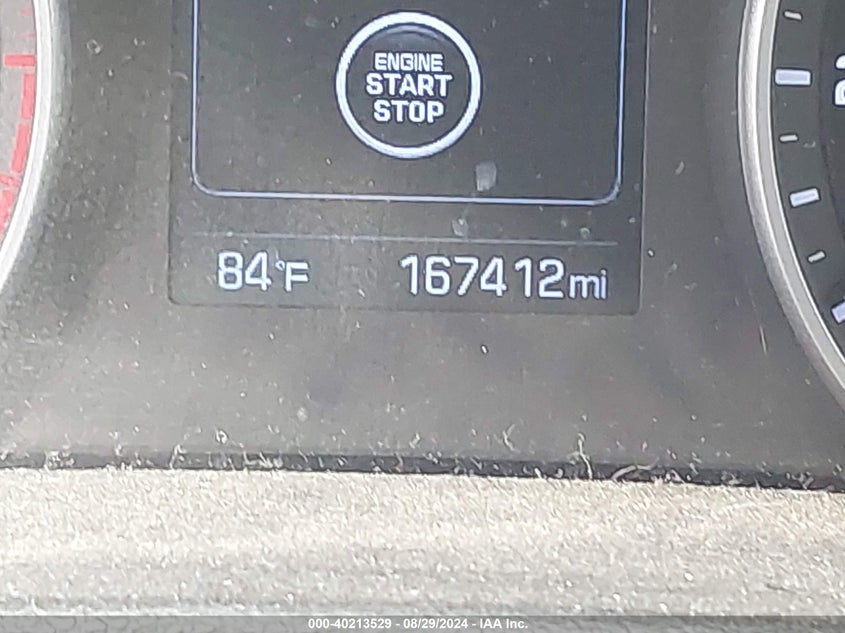 ENGINE
START
STOP
84°F 167412mi
000-40213529 - 08/29/2024 - IAA Inc.